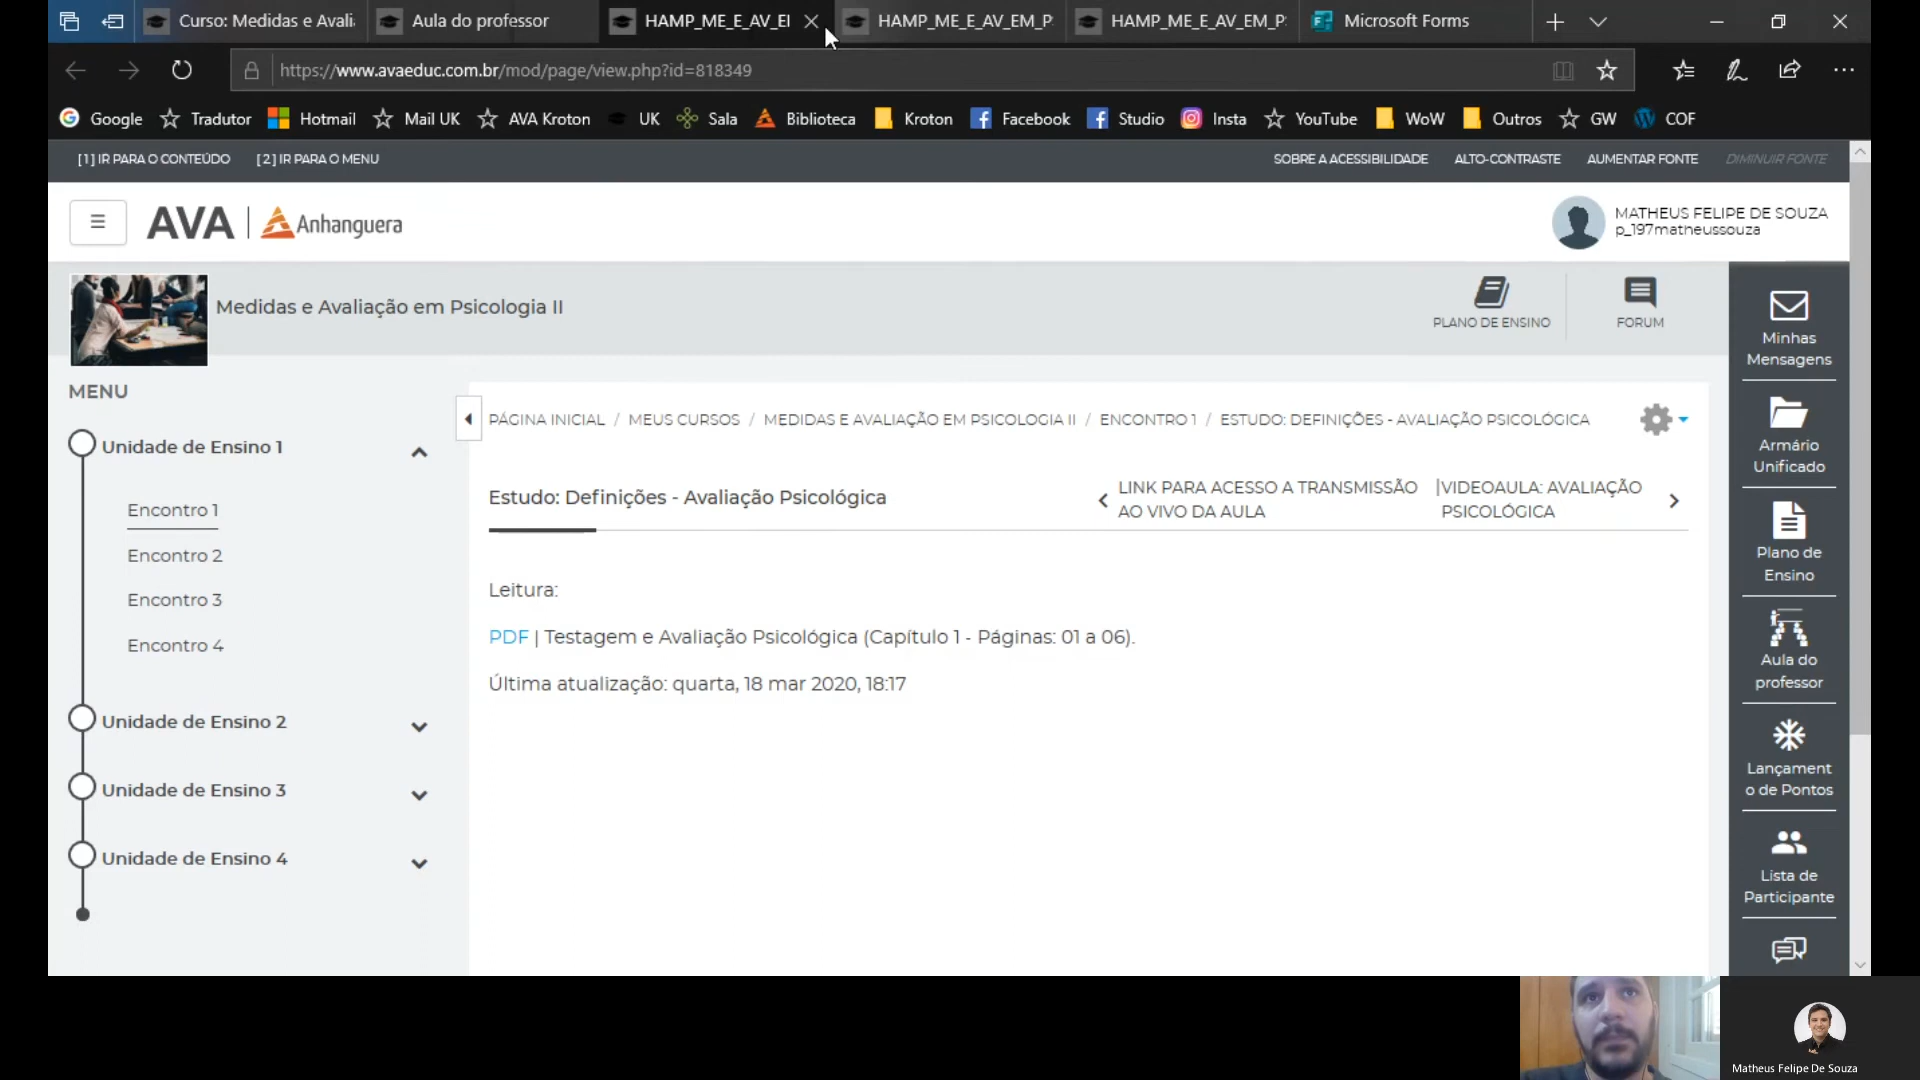 Curso: Medidas e Avali
Aula do professor
HAMP_ME_E_AV_EI
HAMP_ME_E_AV_EM_P
HAMP_ME_E_AV_EM_P
Microsoft Forms
https://www.avaeduc.com.br/mod/page/view.php?id=818349
Google
Tradutor
Hotmail
Mail UK
AVA Kroton
UK
Sala
Biblioteca
Kroton
Facebook
Studio
Insta
YouTube
WoW
Outros
GW
COF
[1] IR PARA O CONTEÚDO
[2] IR PARA O MENU
SOBRE A ACESSIBILIDADE
ALTO-CONTRASTE
AUMENTAR FONTE
DIMINUIR FONTE
AVA | Anhanguera
MATHEUS FELIPE DE SOUZA
p_197matheussouza
Medidas e Avaliação em Psicologia II
PLANO DE ENSINO
FORUM
MENU
Unidade de Ensino 1
Encontro 1
Encontro 2
Encontro 3
Encontro 4
Unidade de Ensino 2
Unidade de Ensino 3
Unidade de Ensino 4
PÁGINA INICIAL / MEUS CURSOS / MEDIDAS E AVALIAÇÃO EM PSICOLOGIA II / ENCONTRO 1 / ESTUDO: DEFINIÇÕES - AVALIAÇÃO PSICOLÓGICA
Estudo: Definições - Avaliação Psicológica
LINK PARA ACESSO A TRANSMISSÃO
AO VIVO DA AULA
|VIDEOAULA: AVALIAÇÃO
PSICOLÓGICA
Leitura:
PDF | Testagem e Avaliação Psicológica (Capítulo 1 - Páginas: 01 a 06).
Última atualização: quarta, 18 mar 2020, 18:17
Minhas
Mensagens
Armário
Unificado
Plano de
Ensino
Aula do
professor
Lançament
o de Pontos
Lista de
Participante
Matheus Felipe De Souza